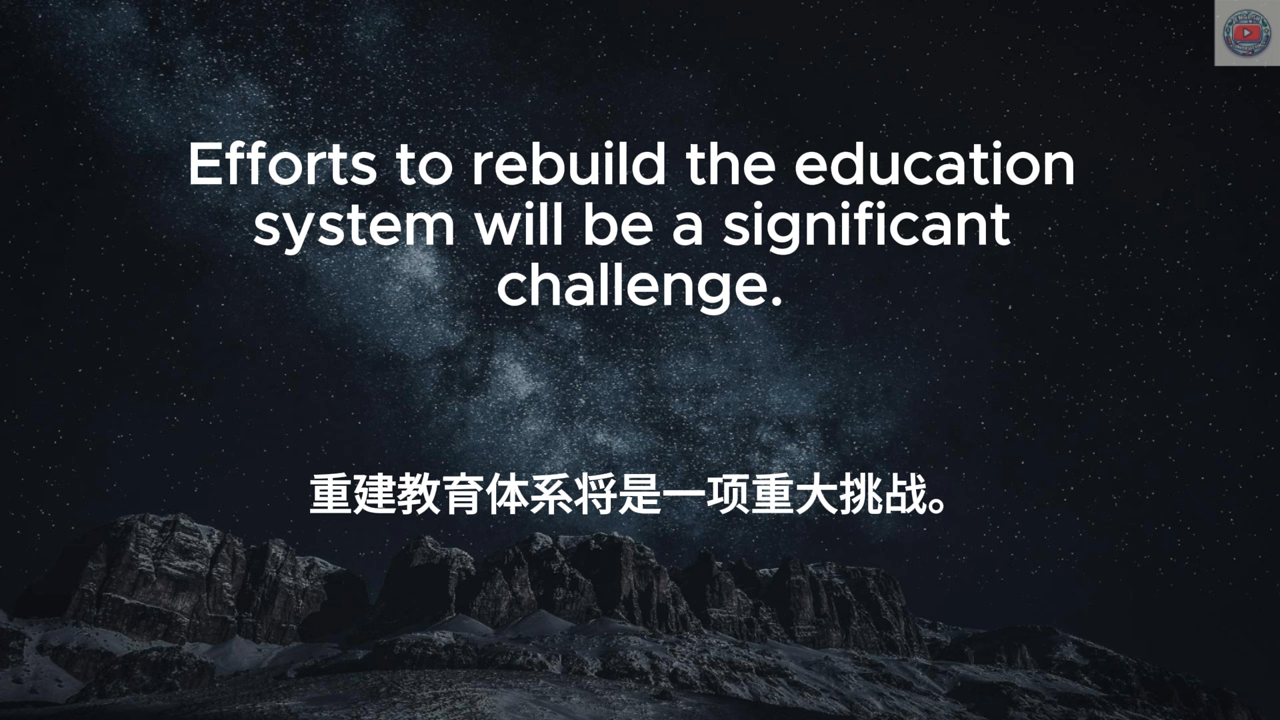 Efforts to rebuild the education
system will be a significant
challenge.
重建教育体系将是一项重大挑战。